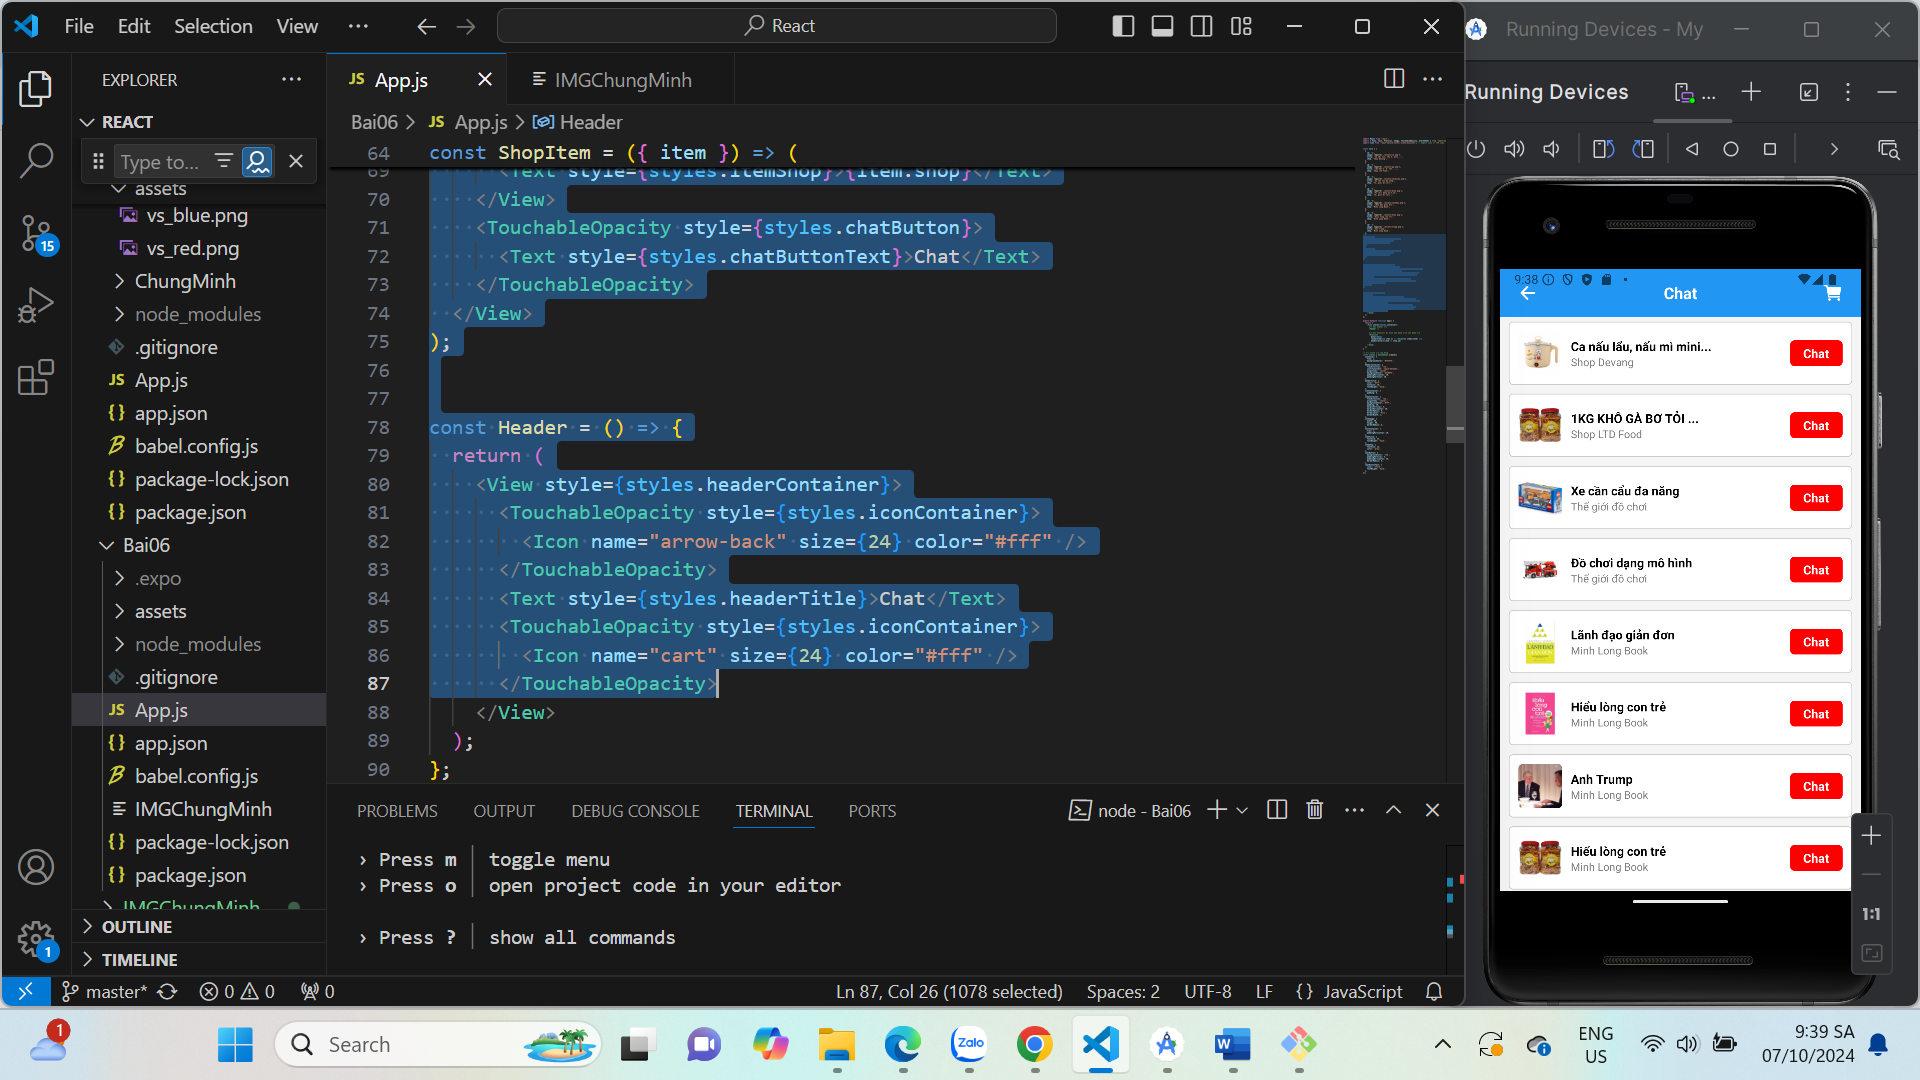 File Edit Selection View ··· React
EXPLORER ···
REACT
Type to...
assets
vs_blue.png
vs_red.png
ChungMinh
node_modules
.gitignore
JS App.js
{} app.json
babel.config.js
{} package-lock.json
{} package.json
Bai06
.expo
assets
node_modules
.gitignore
JS App.js
{} app.json
babel.config.js
IMGChungMinh
{} package-lock.json
{} package.json
IMGChungMinh
OUTLINE
TIMELINE
15
1
JS App.js IMGChungMinh
Bai06 > JS App.js > Header
64 const ShopItem = ({ item }) => (
69 <Text style={styles.itemShop}>{item.shop}</Text>
70 </View>
71 <TouchableOpacity style={styles.chatButton}>
72 <Text style={styles.chatButtonText}>Chat</Text>
73 </TouchableOpacity>
74 </View>
75 );
76
77
78 const Header = () => {
79 return (
80 <View style={styles.headerContainer}>
81 <TouchableOpacity style={styles.iconContainer}>
82 <Icon name="arrow-back" size={24} color="#fff" />
83 </TouchableOpacity>
84 <Text style={styles.headerTitle}>Chat</Text>
85 <TouchableOpacity style={styles.iconContainer}>
86 <Icon name="cart" size={24} color="#fff" />
87 </TouchableOpacity>
88 </View>
89 );
90 };
PROBLEMS OUTPUT DEBUG CONSOLE TERMINAL PORTS node - Bai06
› Press m │ toggle menu
› Press o │ open project code in your editor
› Press ? │ show all commands
master* 0 0 0 Ln 87, Col 26 (1078 selected) Spaces: 2 UTF-8 LF {} JavaScript
Running Devices - My
Running Devices
9:38
Chat
Ca nấu lẩu, nấu mì mini...
Shop Devang
Chat
1KG KHÔ GÀ BƠ TỎI ...
Shop LTD Food
Chat
Xe cần cẩu đa năng
Thế giới đồ chơi
Chat
Đồ chơi dạng mô hình
Thế giới đồ chơi
Chat
Lãnh đạo giản đơn
Minh Long Book
Chat
Hiểu lòng con trẻ
Minh Long Book
Chat
Anh Trump
Minh Long Book
Chat
Hiểu lòng con trẻ
Minh Long Book
Chat
1:1
1
Search
Zalo
ENG
US
9:39 SA
07/10/2024